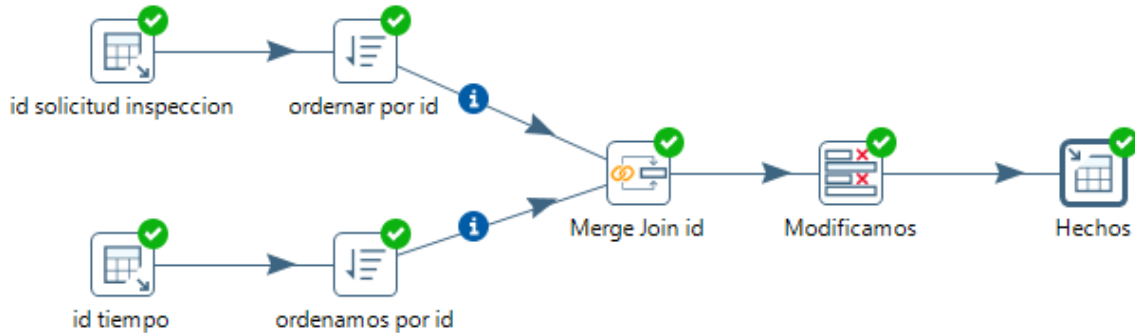 id solicitud inspeccion
ordernar por id
Merge Join id
Modificamos
Hechos
id tiempo
ordenamos por id